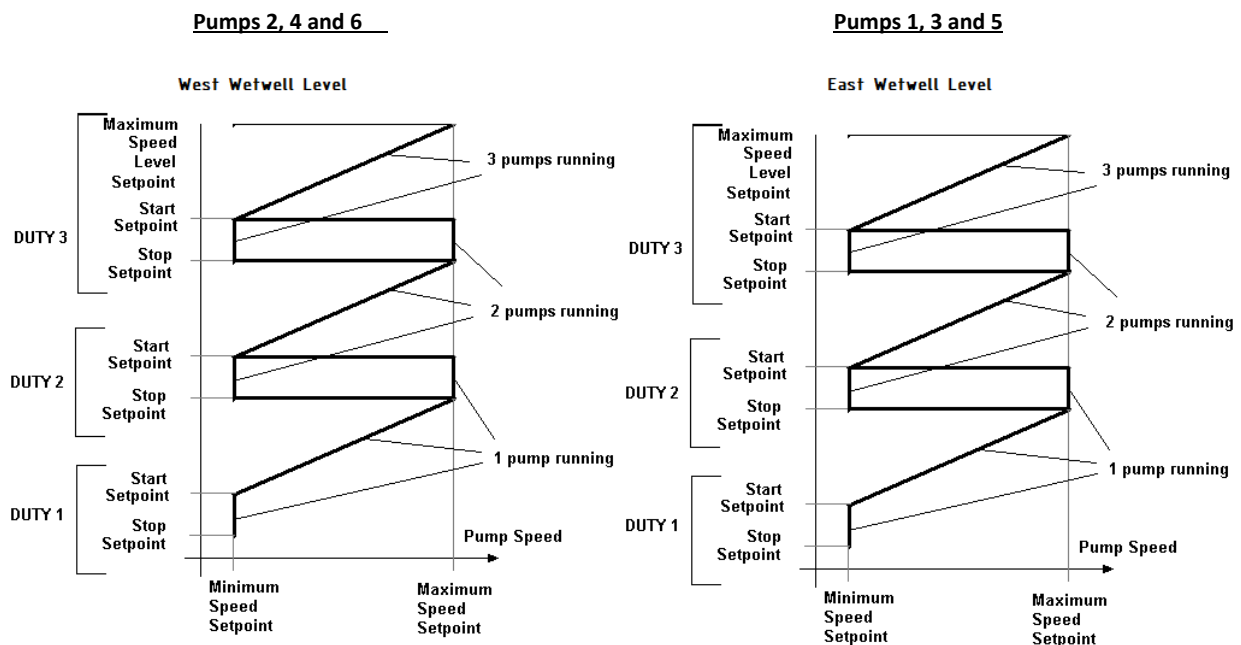 Pumps 2, 4 and 6
West Wetwell Level
Maximum
Speed
Level
Setpoint
3 pumps running
Start
Setpoint
DUTY 3
Stop
Setpoint
2 pumps running
Start
Setpoint
DUTY 2
Stop
Setpoint
1 pump running
Start
Setpoint
DUTY 1
Stop
Setpoint
Pump Speed
Minimum
Speed
Setpoint
Maximum
Speed
Setpoint
Pumps 1, 3 and 5
East Wetwell Level
Maximum
Speed
Level
Setpoint
3 pumps running
Start
Setpoint
DUTY 3
Stop
Setpoint
2 pumps running
Start
Setpoint
DUTY 2
Stop
Setpoint
1 pump running
Start
Setpoint
DUTY 1
Stop
Setpoint
Pump Speed
Minimum
Speed
Setpoint
Maximum
Speed
Setpoint